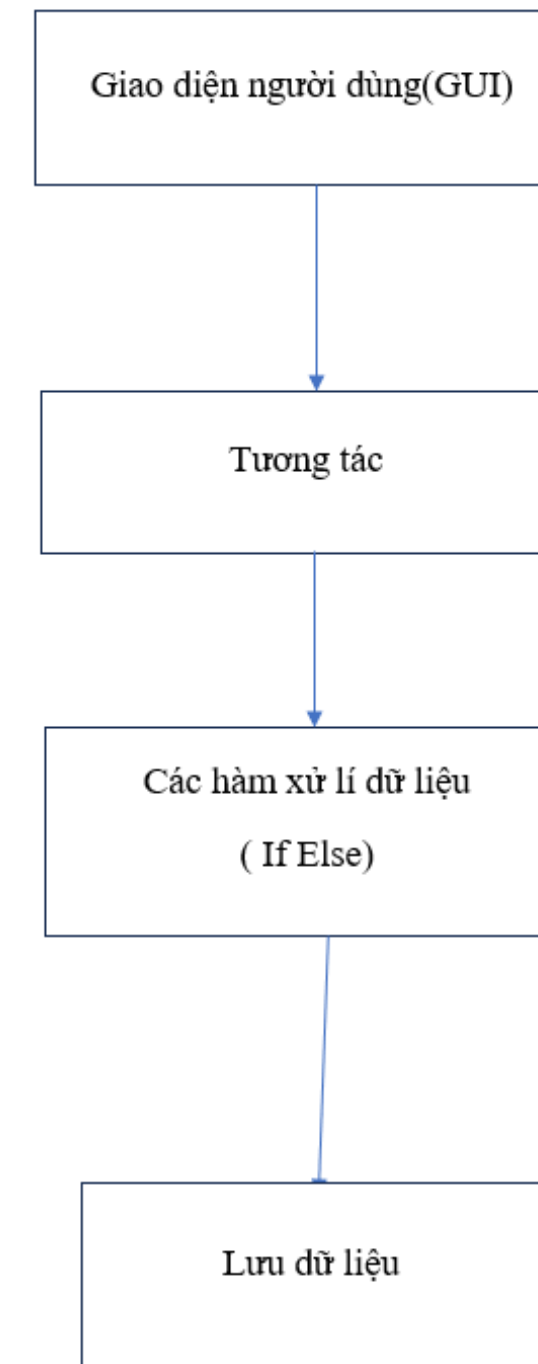 Giao diện người dùng(GUI)
Tương tác
Các hàm xử lí dữ liệu
( If Else)
Lưu dữ liệu